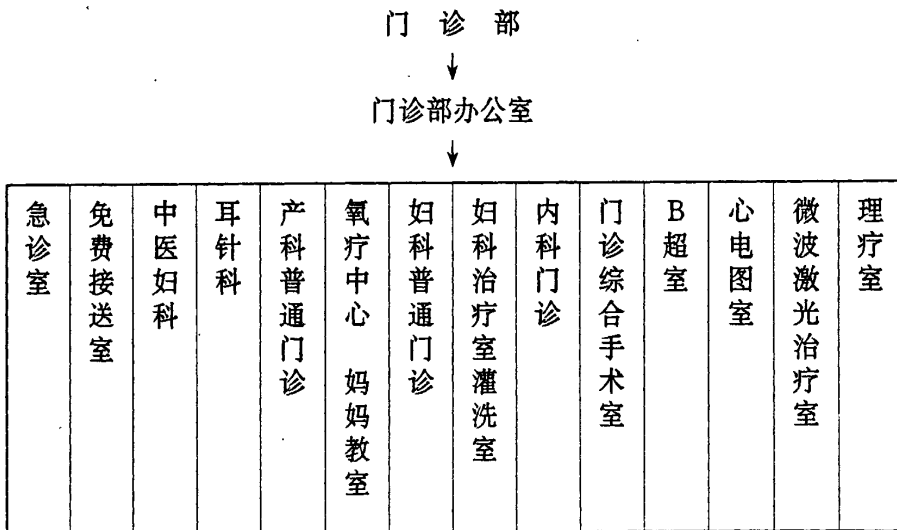 门诊部
↓
门诊部办公室
↓
急诊室
免费接送室
中医妇科
耳针科
产科普通门诊
氧疗中心 妈妈教室
妇科普通门诊
妇科治疗室灌洗室
内科门诊
门诊综合手术室
B超室
心电图室
微波激光治疗室
理疗室